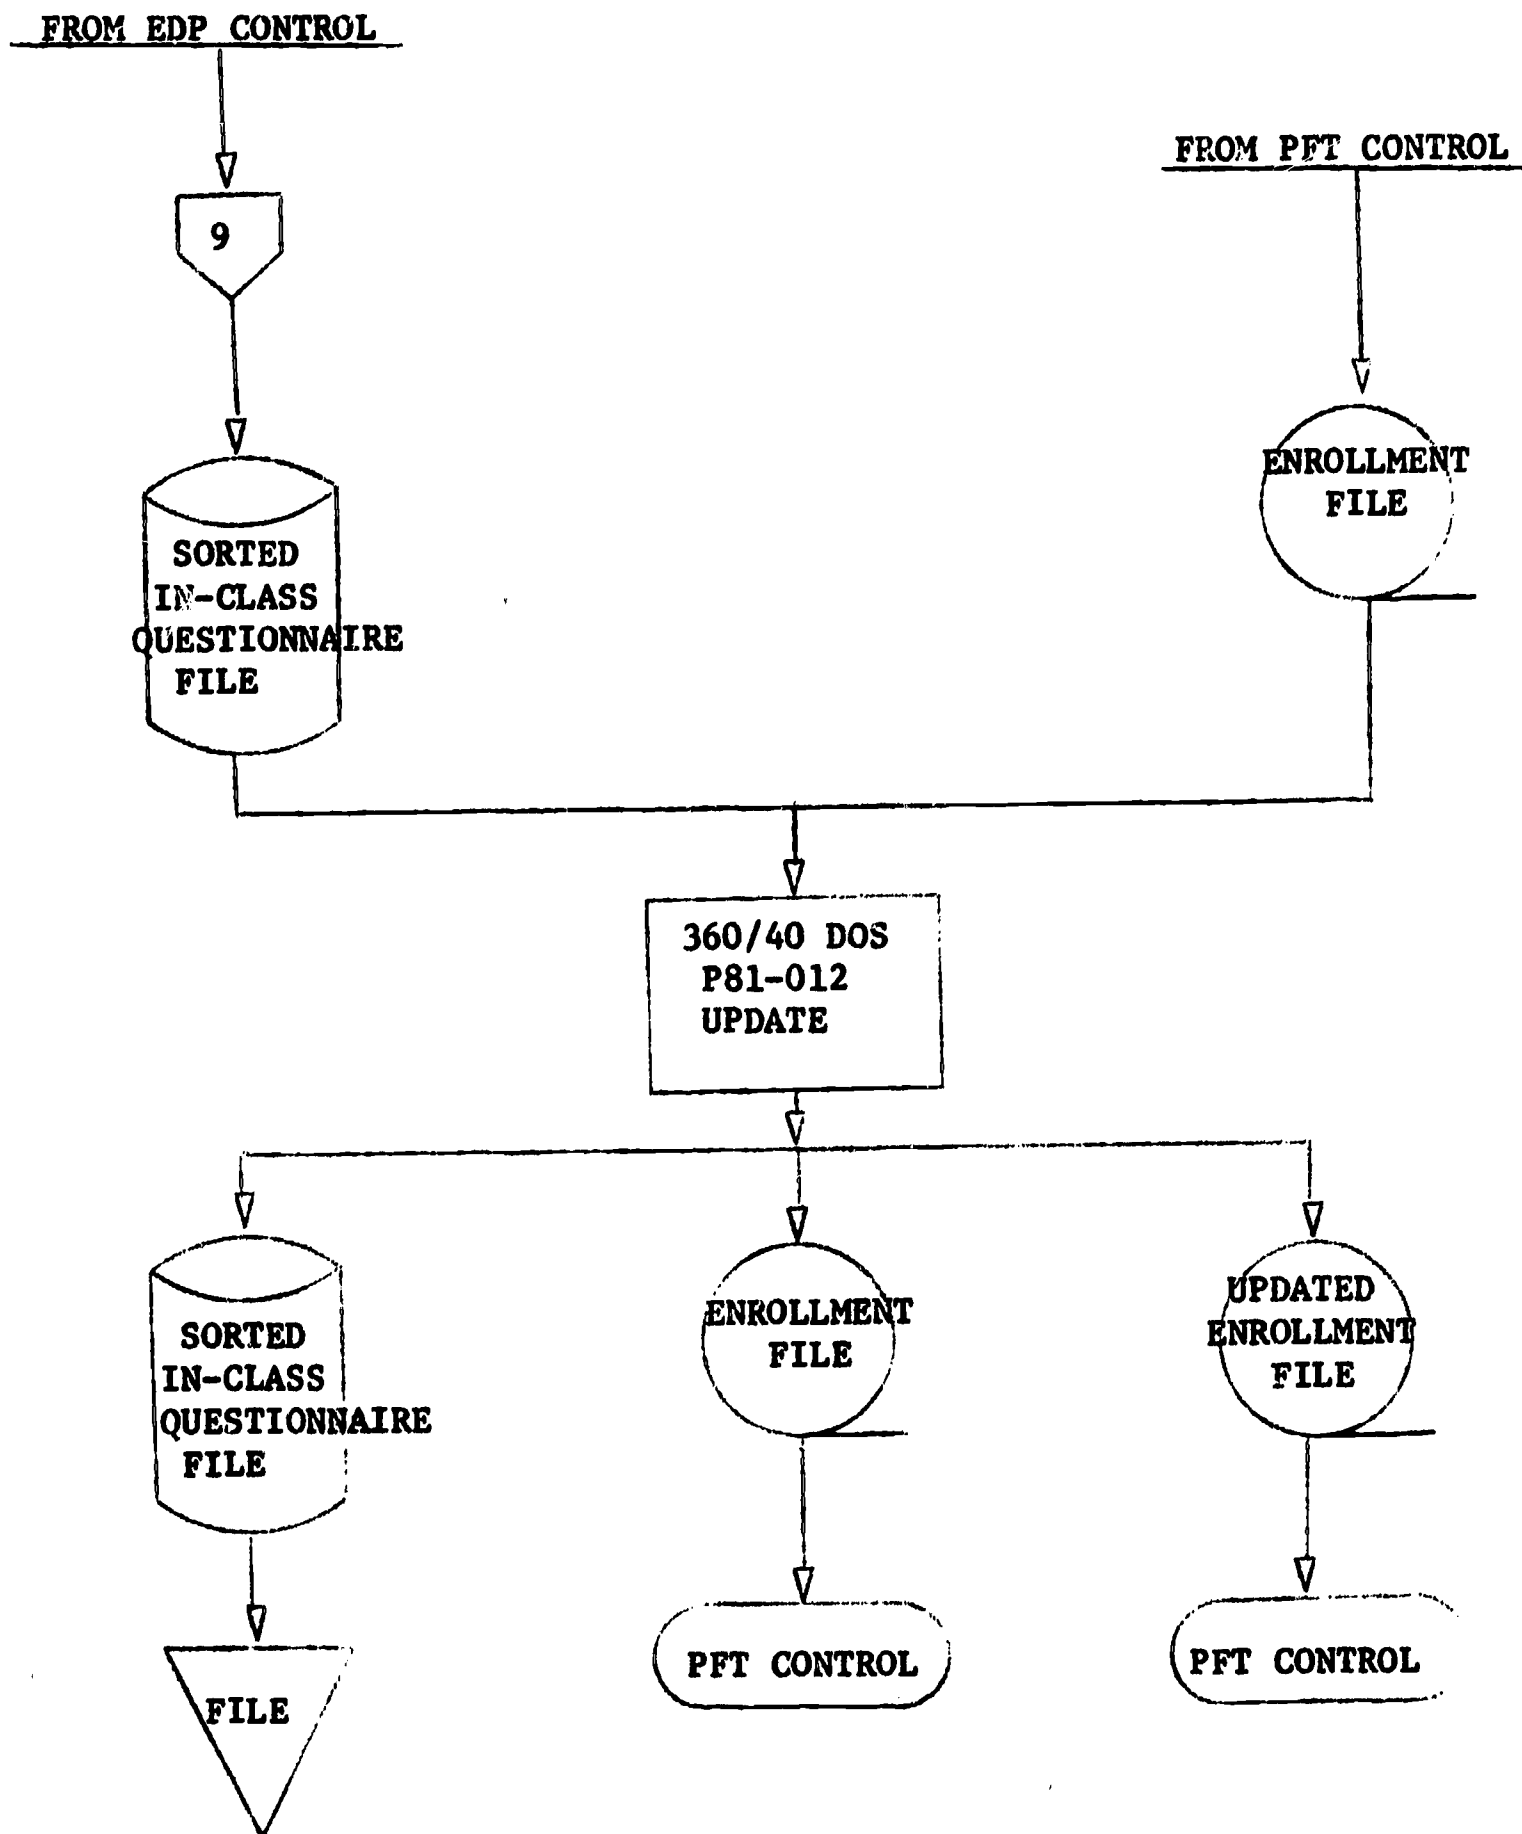 FROM EDP CONTROL
FROM PFT CONTROL
9
ENROLLMENT
FILE
SORTED
IN-CLASS
QUESTIONNAIRE
FILE
360/40 DOS
P81-012
UPDATE
SORTED
IN-CLASS
QUESTIONNAIRE
FILE
ENROLLMENT
FILE
UPDATED
ENROLLMENT
FILE
FILE
PFT CONTROL
PFT CONTROL